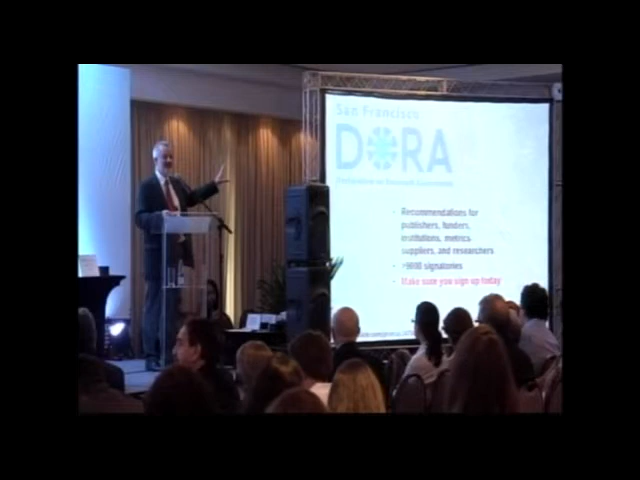 San Francisco
DORA
Declaration on Research Assessment
- Recommendations for
publishers, funders,
institutions, metrics
suppliers, and researchers
signatories
- Make sure you sign up today